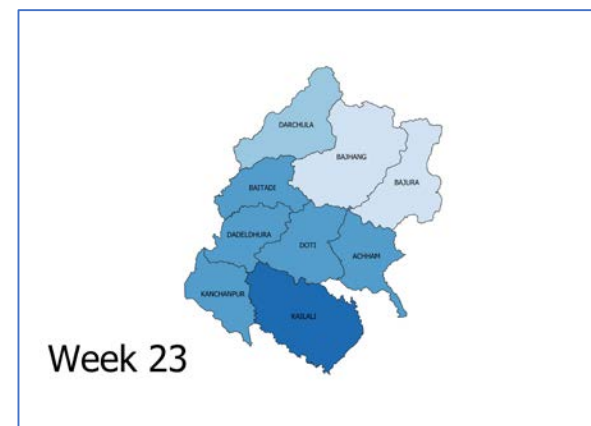 DARCHULA
BAJHANG
BAJURA
BAITADI
DADELDHURA
DOTI
ACHHAM
KANCHANPUR
KAILALI
Week 23